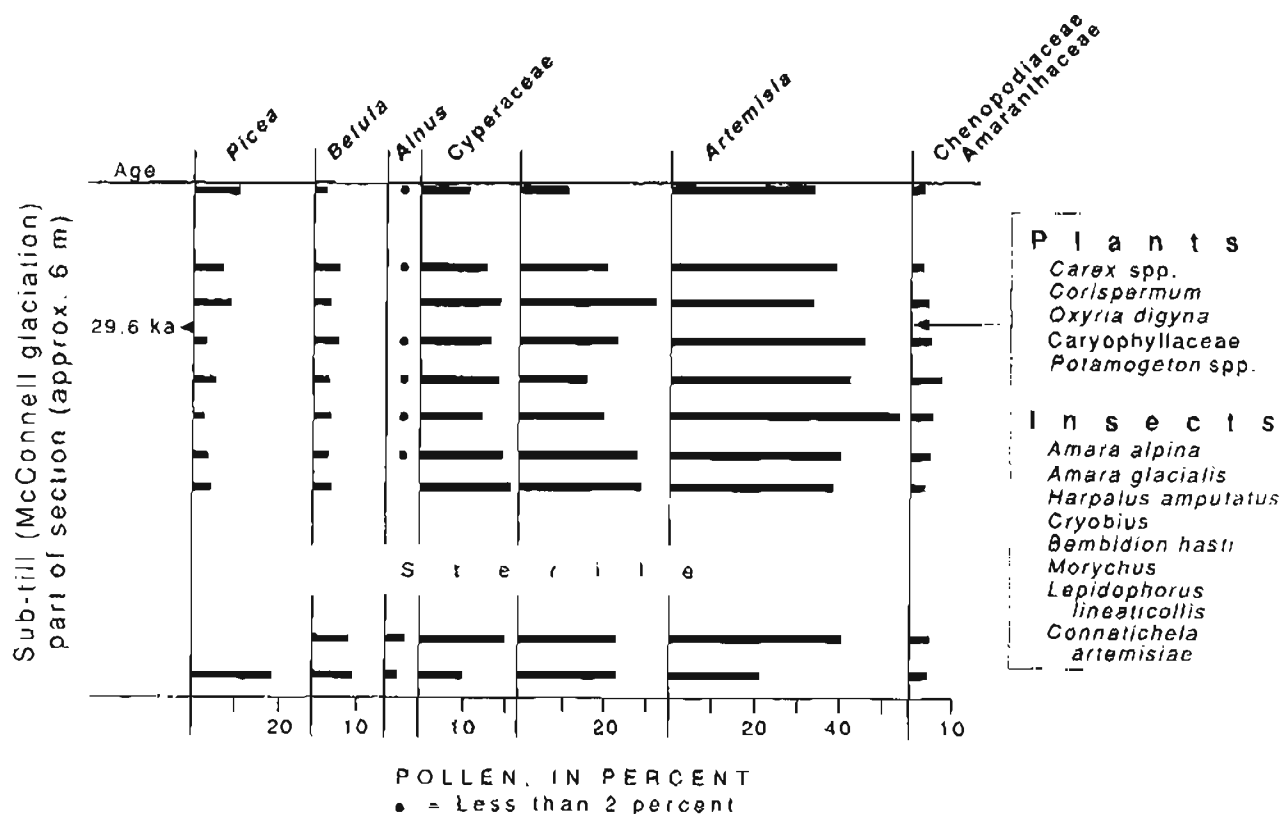 Picea
Betula
Alnus
Cyperaceae
Artemisia
Chenopodiaceae
Amaranthaceae
Age
Sub-till (McConnell glaciation)
part of section (approx. 6 m)
29.6 ka
Sterile
Plants
Carex spp.
Corispermum
Oxyria digyna
Caryophyllaceae
Potamogeton spp.
Insects
Amara alpina
Amara glacialis
Harpalus amputatus
Cryobius
Bembidion hasti
Morychus
Lepidophorus
lineaticollis
Connatichela
artemisiae
20 10 10 20 20 40 10
POLLEN, IN PERCENT
• = Less than 2 percent